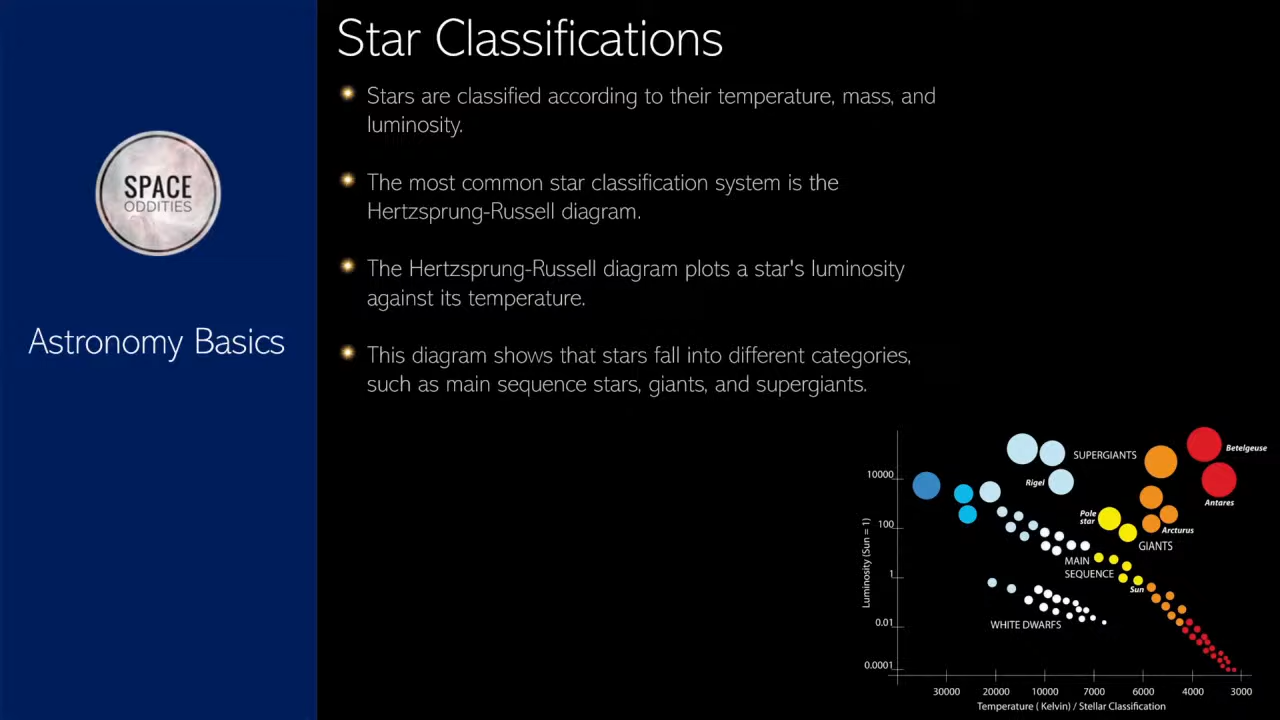 Star Classifications
Stars are classified according to their temperature, mass, and
luminosity.
The most common star classification system is the
Hertzsprung-Russell diagram.
The Hertzsprung-Russell diagram plots a star's luminosity
against its temperature.
This diagram shows that stars fall into different categories,
such as main sequence stars, giants, and supergiants.
SPACE
ODDITIES
Astronomy Basics
Luminosity (Sun = 1)
10000
100
1
0.01
0.0001
SUPERGIANTS
Betelgeuse
Rigel
Antares
Pole
star
Arcturus
GIANTS
MAIN
SEQUENCE
Sun
WHITE DWARFS
30000 20000 10000 7000 6000 4000 3000
Temperature ( Kelvin) / Stellar Classification